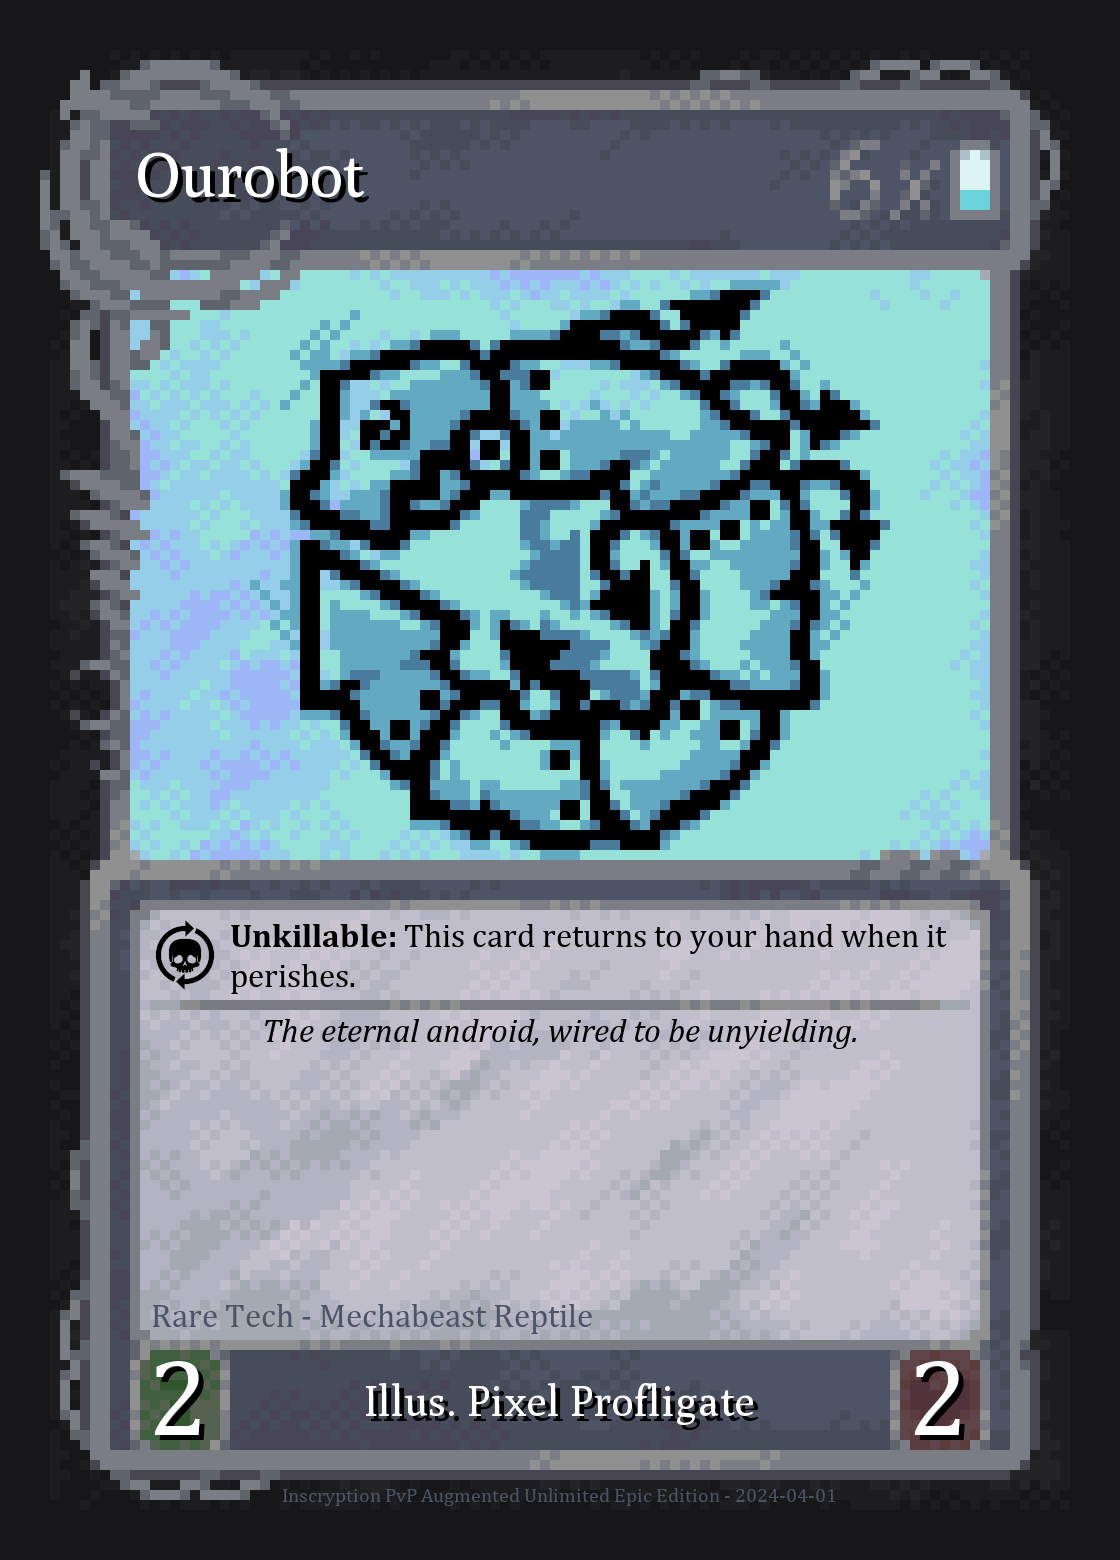 Ourobot 6x
Unkillable: This card returns to your hand when it
perishes.
The eternal android, wired to be unyielding.
Rare Tech - Mechabeast Reptile
2 Illus. Pixel Profligate 2
Inscryption PvP Augmented Unlimited Epic Edition - 2024-04-01